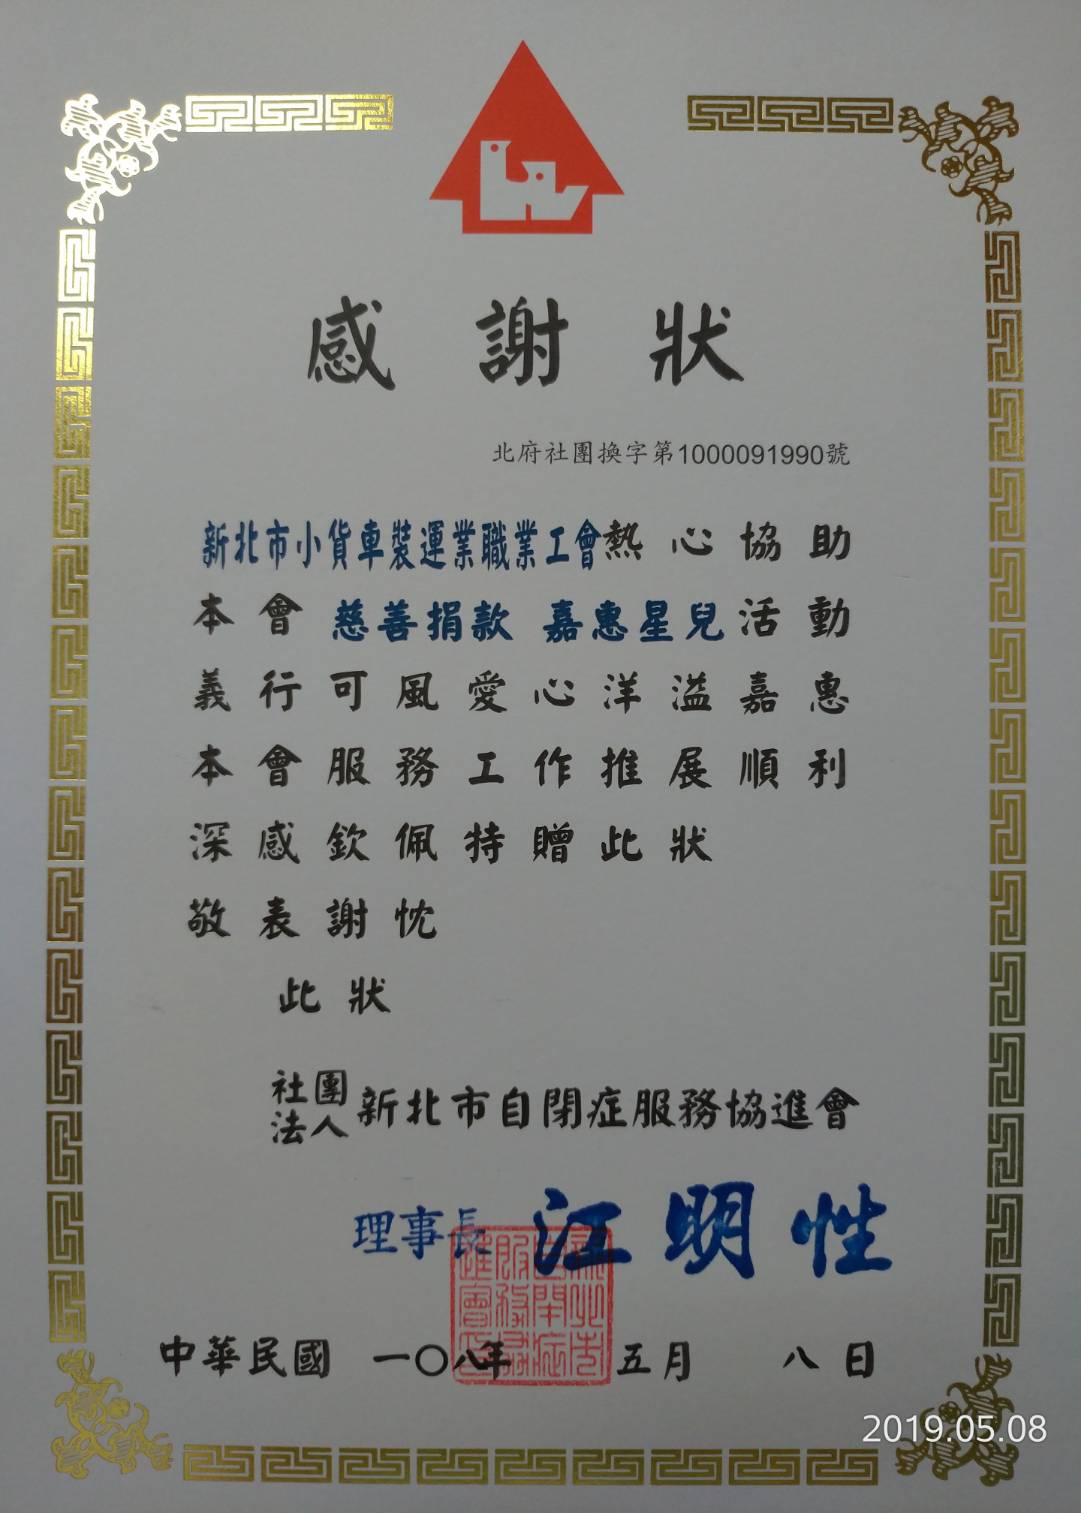 感謝狀
北府社團換字第1000091990號
新北市小貨車裝運業職業工會熱心協助
本會 慈善捐款 嘉惠星兒活動
義行可風愛心洋溢嘉惠
本會服務工作推展順利
深感欽佩特贈此狀
敬表謝忱
此狀
社團法人新北市自閉症服務協進會
理事長 江明性
中華民國 一〇八年 五月 八日
2019.05.08